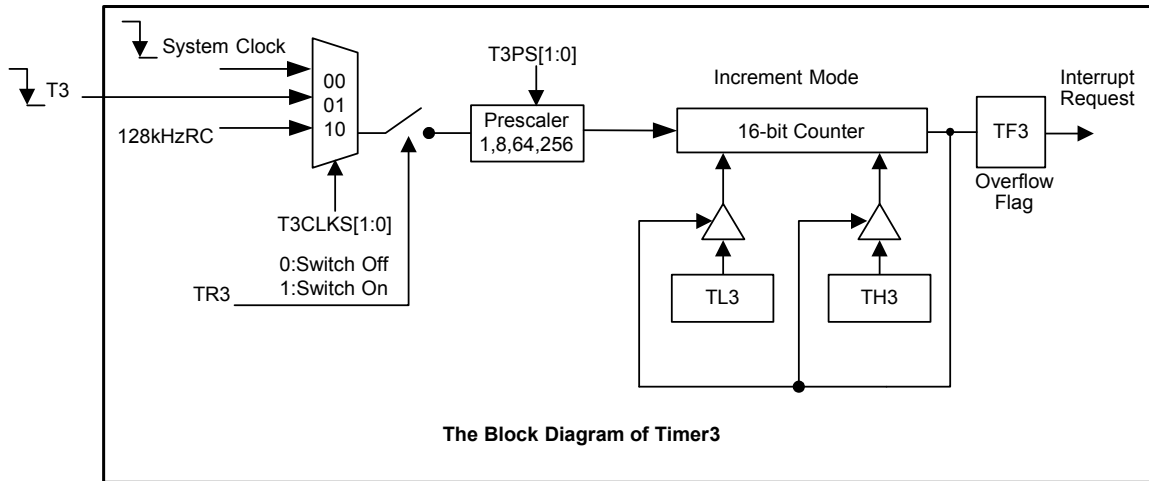 System Clock
T3
128kHzRC
00
01
10
T3CLKS[1:0]
0:Switch Off
1:Switch On
TR3
T3PS[1:0]
Prescaler
1,8,64,256
Increment Mode
16-bit Counter
TL3
TH3
TF3
Overflow
Flag
Interrupt
Request
The Block Diagram of Timer3